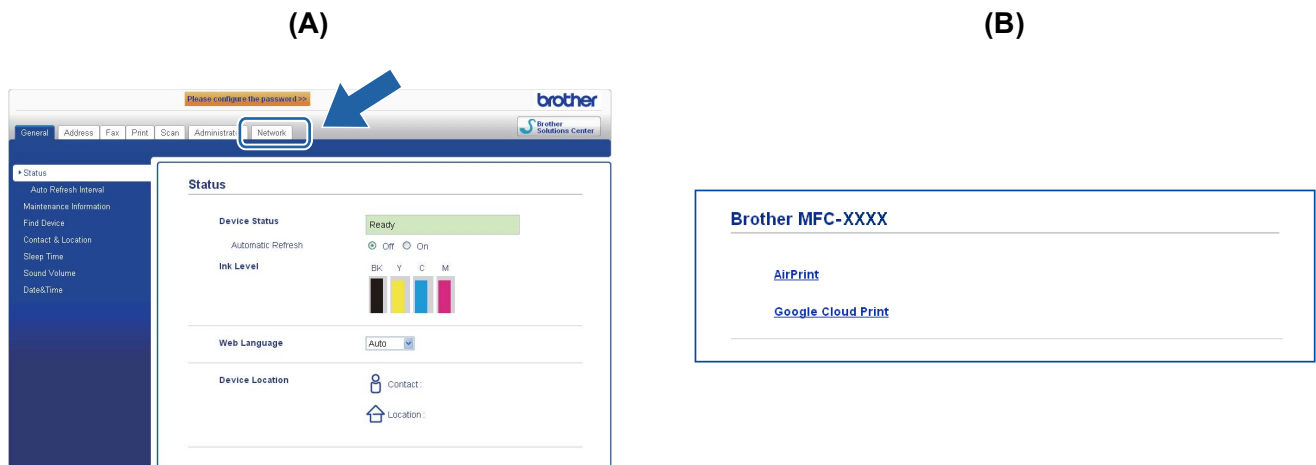 (A)
(B)
Please configure the password >>
brother
General Address Fax Print Scan Administrato Network
Brother
Solutions Center
Status
Auto Refresh Interval
Maintenance Information
Find Device
Contact & Location
Sleep Time
Sound Volume
Date&Time
Status
Device Status Ready
Automatic Refresh Off On
Ink Level BK Y C M
Web Language Auto
Device Location Contact :
Location :
Brother MFC-XXXX
AirPrint
Google Cloud Print